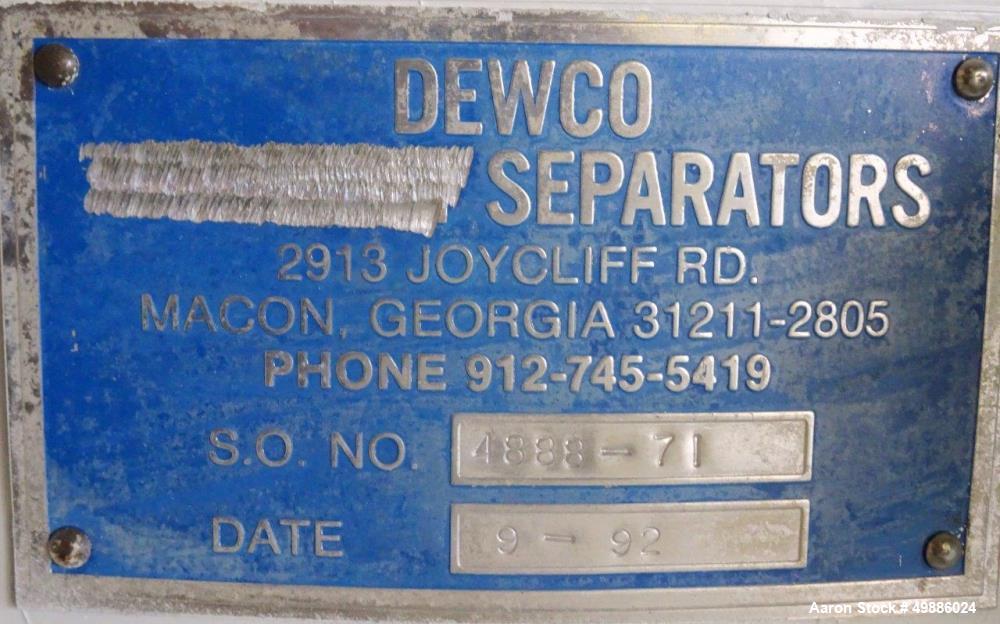 DEWCO
SEPARATORS
2913 JOYCLIFF RD.
MACON, GEORGIA 31211-2805
PHONE 912-745-5419
S.O. NO. 4888-71
DATE 9-92
Aaron Stock# 49886024